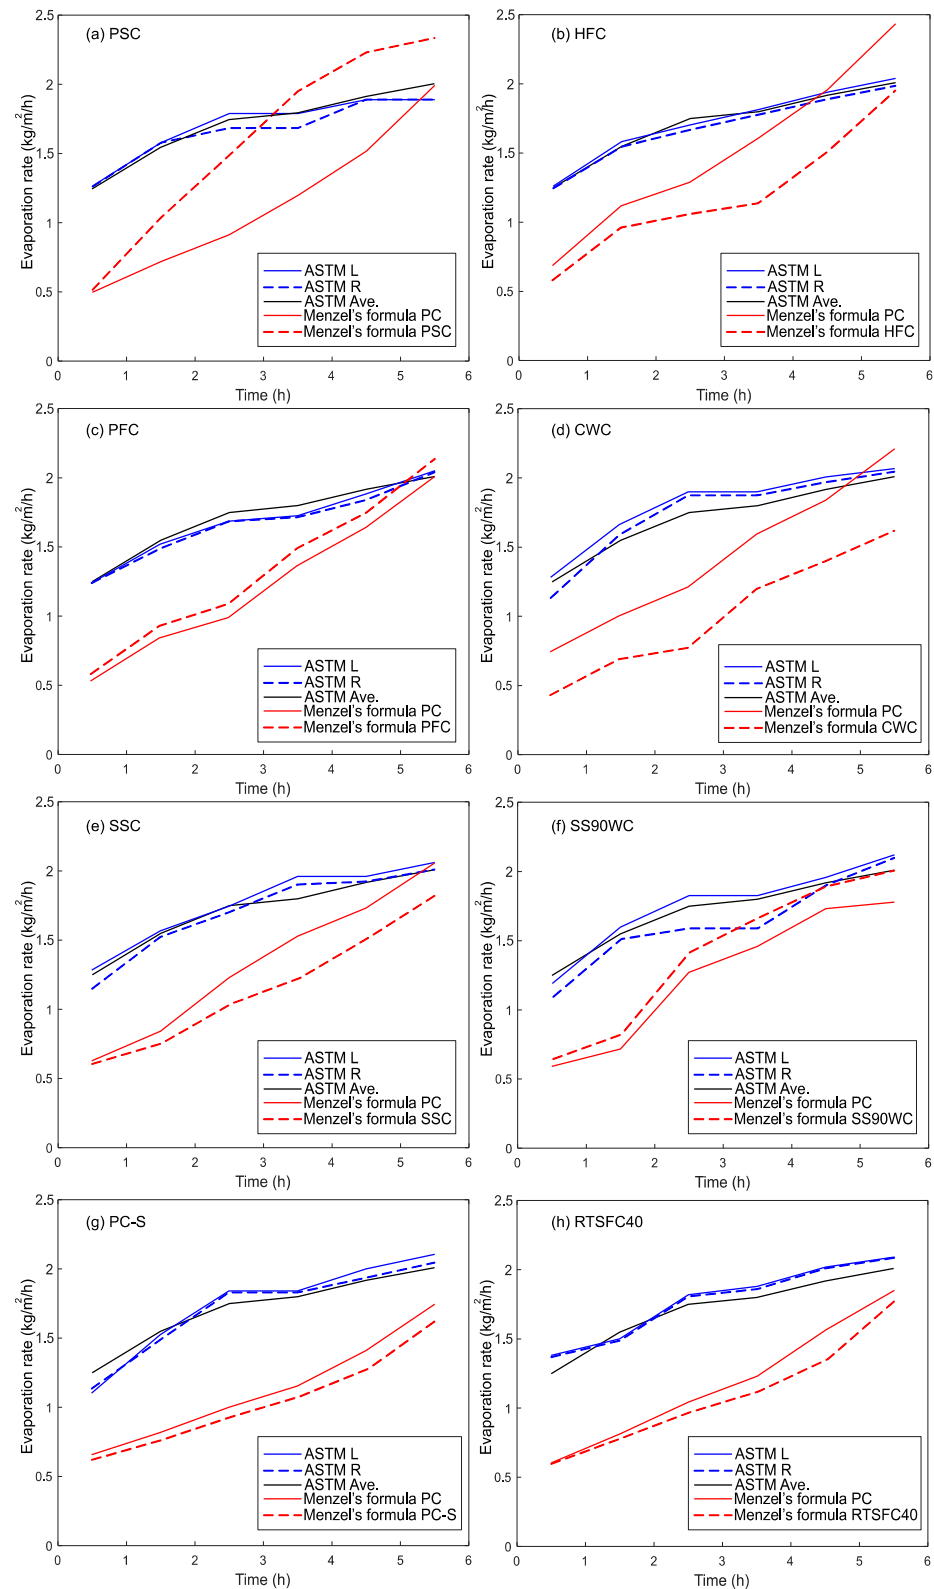 (a) PSC
Evaporation rate (kg/m²/h)
2.5
2
1.5
1
0.5
0
0 1 2 3 4 5 6
Time (h)
ASTM L
ASTM R
ASTM Ave.
Menzel's formula PC
Menzel's formula PSC
(b) HFC
Evaporation rate (kg/m²/h)
2.5
2
1.5
1
0.5
0
0 1 2 3 4 5 6
Time (h)
ASTM L
ASTM R
ASTM Ave.
Menzel's formula PC
Menzel's formula HFC
(c) PFC
Evaporation rate (kg/m²/h)
2.5
2
1.5
1
0.5
0
0 1 2 3 4 5 6
Time (h)
ASTM L
ASTM R
ASTM Ave.
Menzel's formula PC
Menzel's formula PFC
(d) CWC
Evaporation rate (kg/m²/h)
2.5
2
1.5
1
0.5
0
0 1 2 3 4 5 6
Time (h)
ASTM L
ASTM R
ASTM Ave.
Menzel's formula PC
Menzel's formula CWC
(e) SSC
Evaporation rate (kg/m²/h)
2.5
2
1.5
1
0.5
0
0 1 2 3 4 5 6
Time (h)
ASTM L
ASTM R
ASTM Ave.
Menzel's formula PC
Menzel's formula SSC
(f) SS90WC
Evaporation rate (kg/m²/h)
2.5
2
1.5
1
0.5
0
0 1 2 3 4 5 6
Time (h)
ASTM L
ASTM R
ASTM Ave.
Menzel's formula PC
Menzel's formula SS90WC
(g) PC-S
Evaporation rate (kg/m²/h)
2.5
2
1.5
1
0.5
0
0 1 2 3 4 5 6
Time (h)
ASTM L
ASTM R
ASTM Ave.
Menzel's formula PC
Menzel's formula PC-S
(h) RTSFC40
Evaporation rate (kg/m²/h)
2.5
2
1.5
1
0.5
0
0 1 2 3 4 5 6
Time (h)
ASTM L
ASTM R
ASTM Ave.
Menzel's formula PC
Menzel's formula RTSFC40